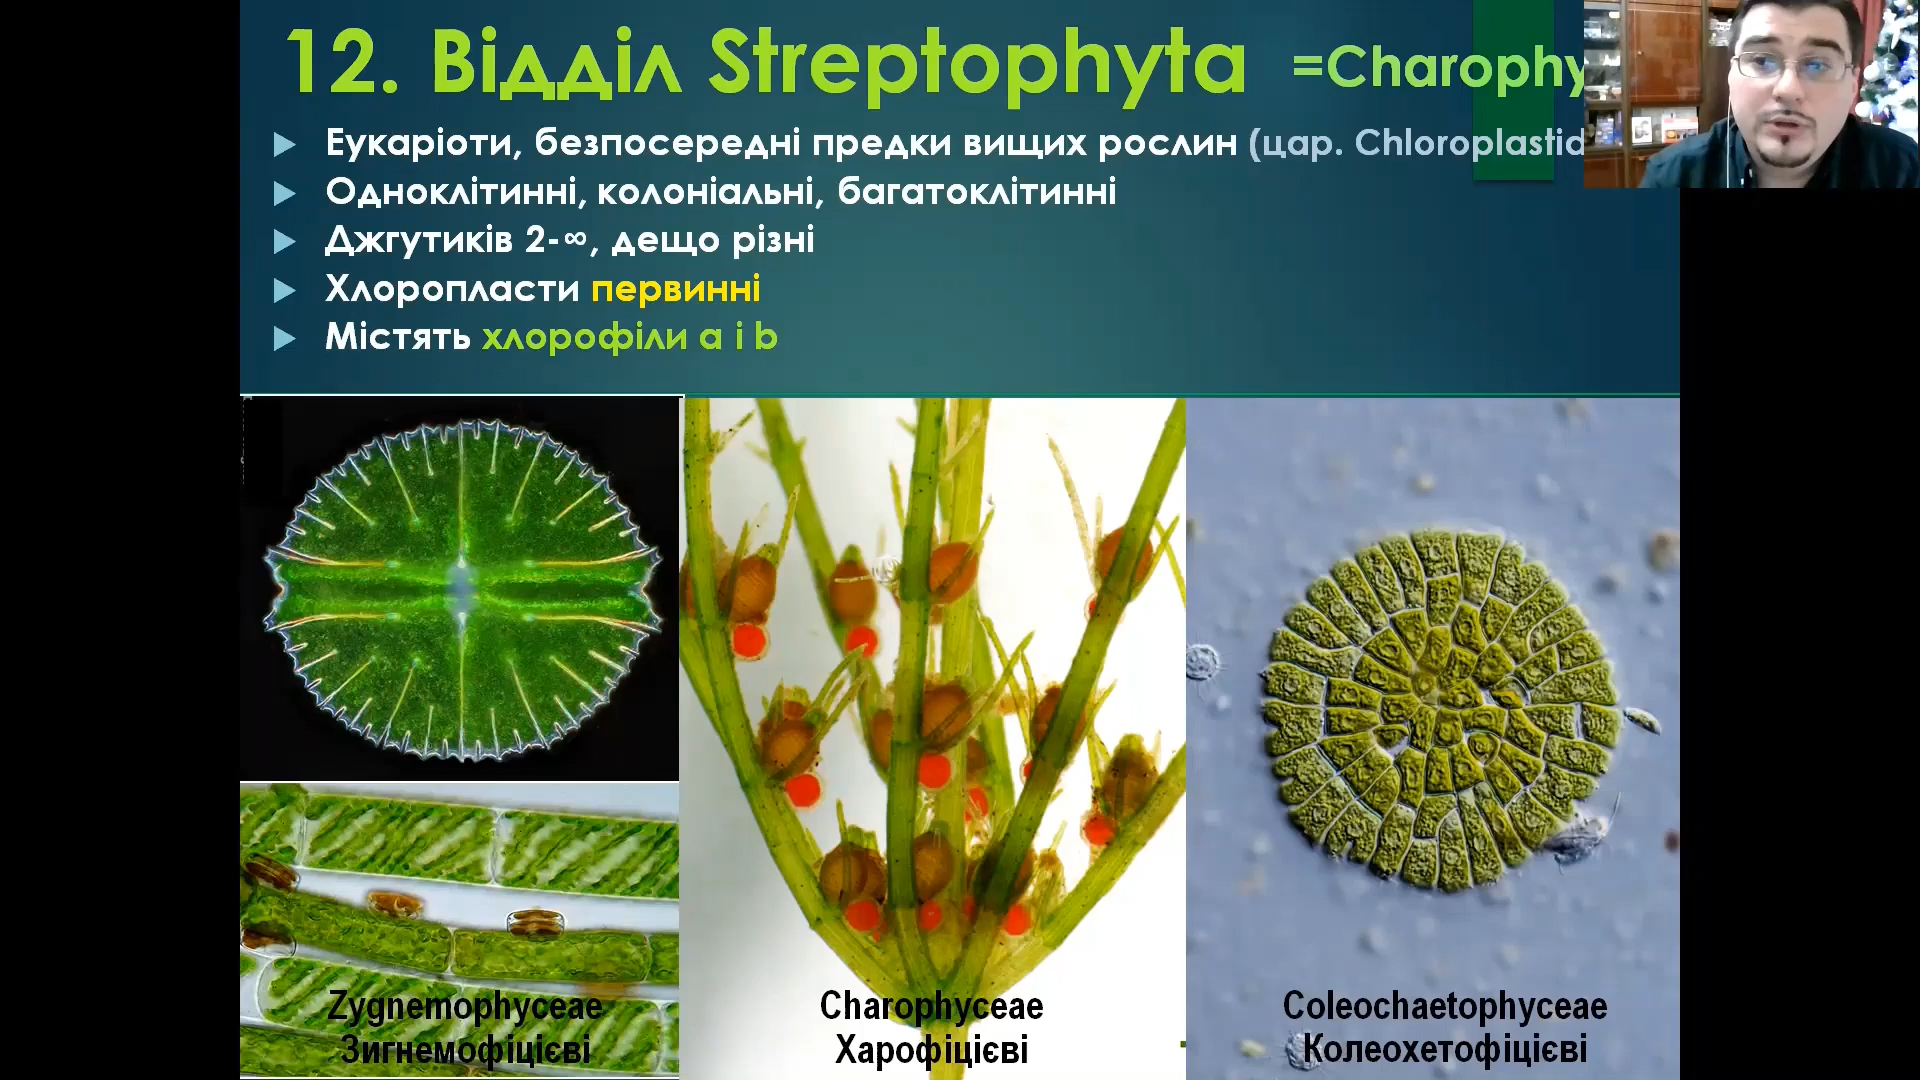 12. Відділ Streptophyta =Charophy
Еукаріоти, безпосередні предки вищих рослин (цар. Chloroplastid
Одноклітинні, колоніальні, багатоклітинні
Джгутиків 2-∞, дещо різні
Хлоропласти первинні
Містять хлорофіли a і b
Zygnemophyceae
Зигнемофіцієві
Charophyceae
Харофіцієві
Coleochaetophyceae
Колеохетофіцієві